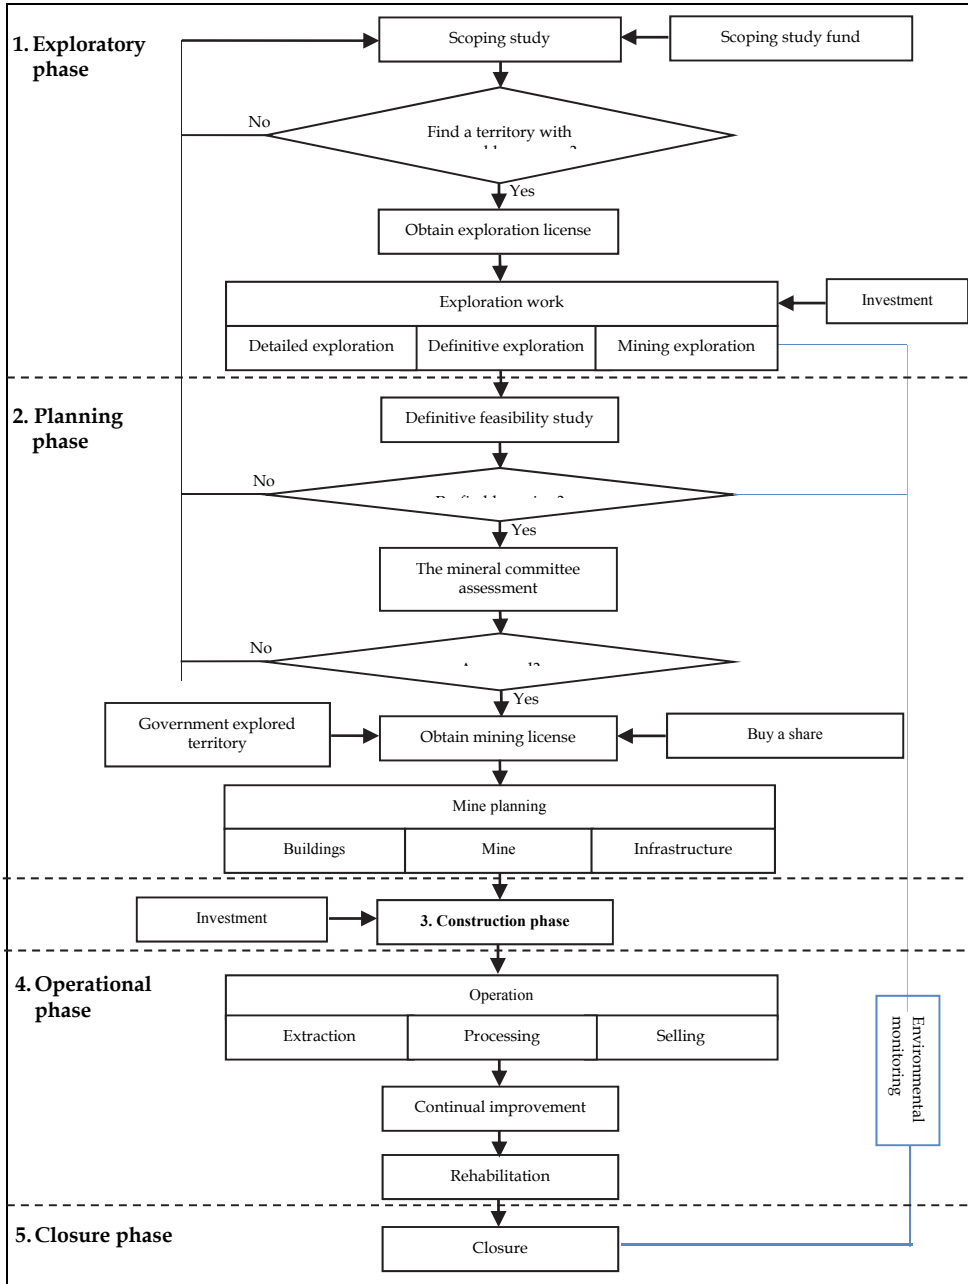 1. Exploratory
phase
Scoping study
Scoping study fund
No
Find a territory with
Yes
Obtain exploration license
Exploration work
Investment
Detailed exploration
Definitive exploration
Mining exploration
2. Planning
phase
Definitive feasibility study
No
Yes
The mineral committee
assessment
No
Yes
Government explored
territory
Obtain mining license
Buy a share
Mine planning
Buildings
Mine
Infrastructure
Investment
3. Construction phase
4. Operational
phase
Operation
Extraction
Processing
Selling
Environmental
monitoring
Continual improvement
Rehabilitation
5. Closure phase
Closure